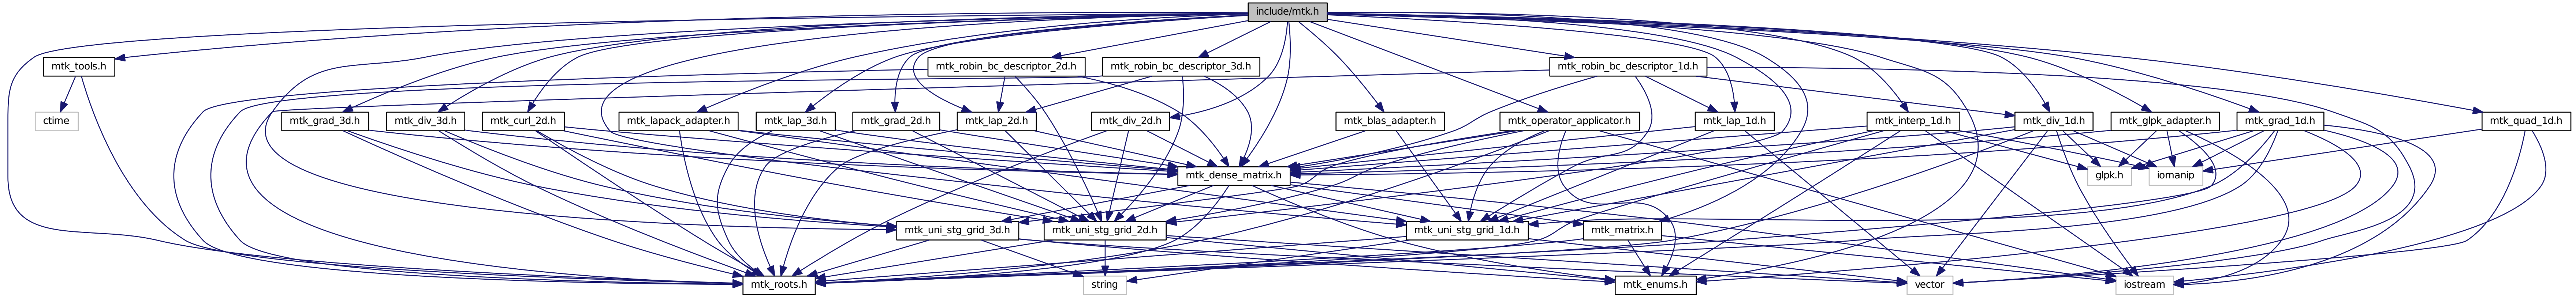 include/mtk.h
mtk_tools.h
mtk_robin_bc_descriptor_2d.h
mtk_robin_bc_descriptor_3d.h
mtk_robin_bc_descriptor_1d.h
ctime
mtk_grad_3d.h
mtk_div_3d.h
mtk_curl_2d.h
mtk_lapack_adapter.h
mtk_lap_3d.h
mtk_grad_2d.h
mtk_lap_2d.h
mtk_div_2d.h
mtk_blas_adapter.h
mtk_operator_applicator.h
mtk_lap_1d.h
mtk_interp_1d.h
mtk_div_1d.h
mtk_glpk_adapter.h
mtk_grad_1d.h
mtk_quad_1d.h
mtk_dense_matrix.h
glpk.h
iomanip
mtk_uni_stg_grid_3d.h
mtk_uni_stg_grid_2d.h
mtk_uni_stg_grid_1d.h
mtk_matrix.h
mtk_roots.h
string
mtk_enums.h
vector
iostream